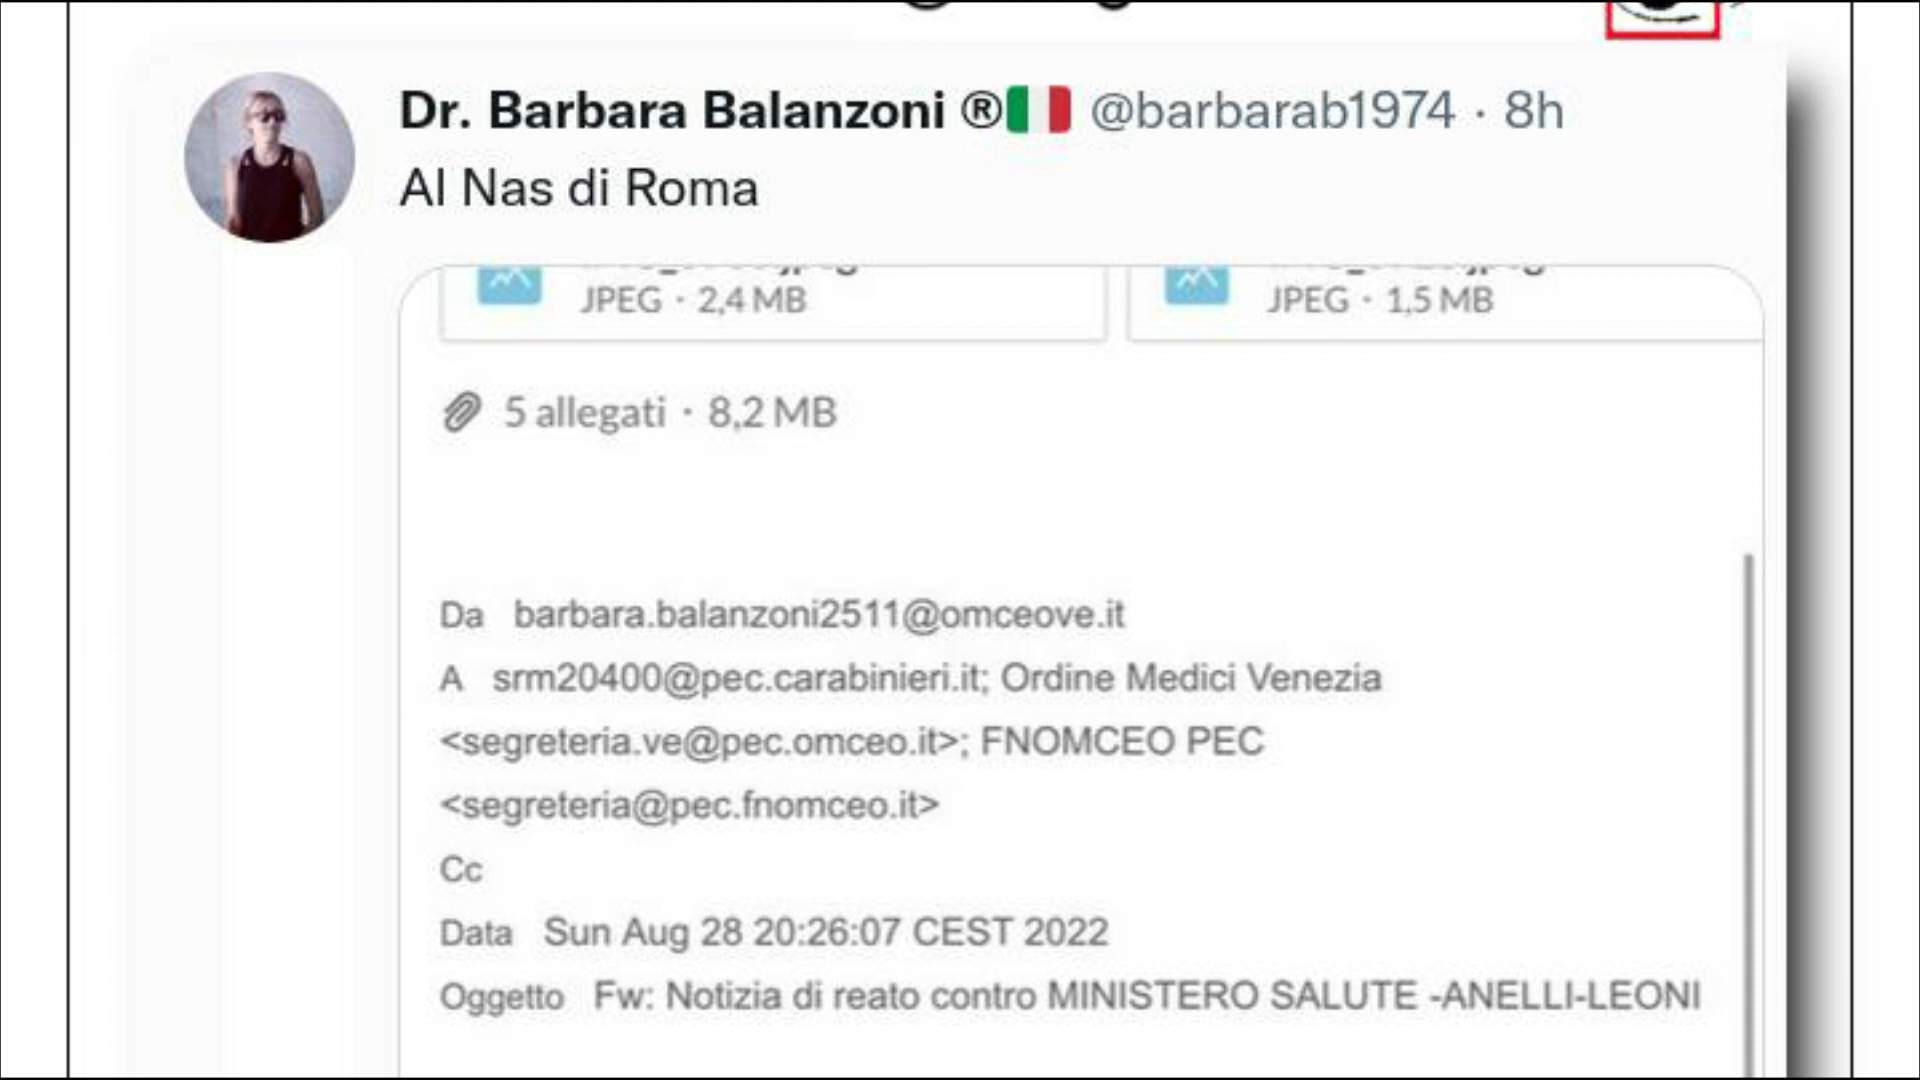 Dr. Barbara Balanzoni ®🇮🇹 @barbarab1974 · 8h
Al Nas di Roma
JPEG · 2,4 MB
JPEG · 1,5 MB
5 allegati · 8,2 MB
Da barbara.balanzoni2511@omceove.it
A srm20400@pec.carabinieri.it; Ordine Medici Venezia
<segreteria.ve@pec.omceo.it>; FNOMCEO PEC
<segreteria@pec.fnomceo.it>
Cc
Data Sun Aug 28 20:26:07 CEST 2022
Oggetto Fw: Notizia di reato contro MINISTERO SALUTE -ANELLI-LEONI